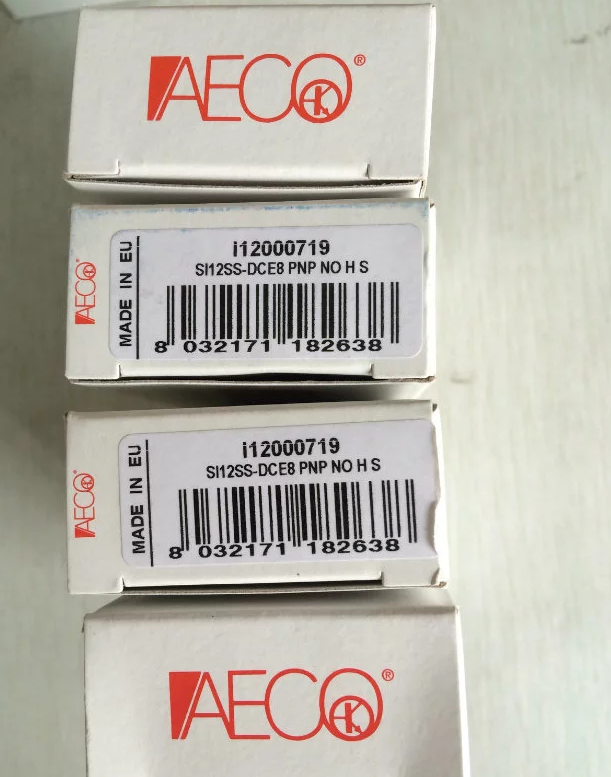 AECO®
AECO
MADE IN EU
i12000719
SI12SS-DCE8 PNP NO H S
8 032171 182638
AECO
MADE IN EU
i12000719
SI12SS-DCE8 PNP NO H S
8 032171 182638
AECO®